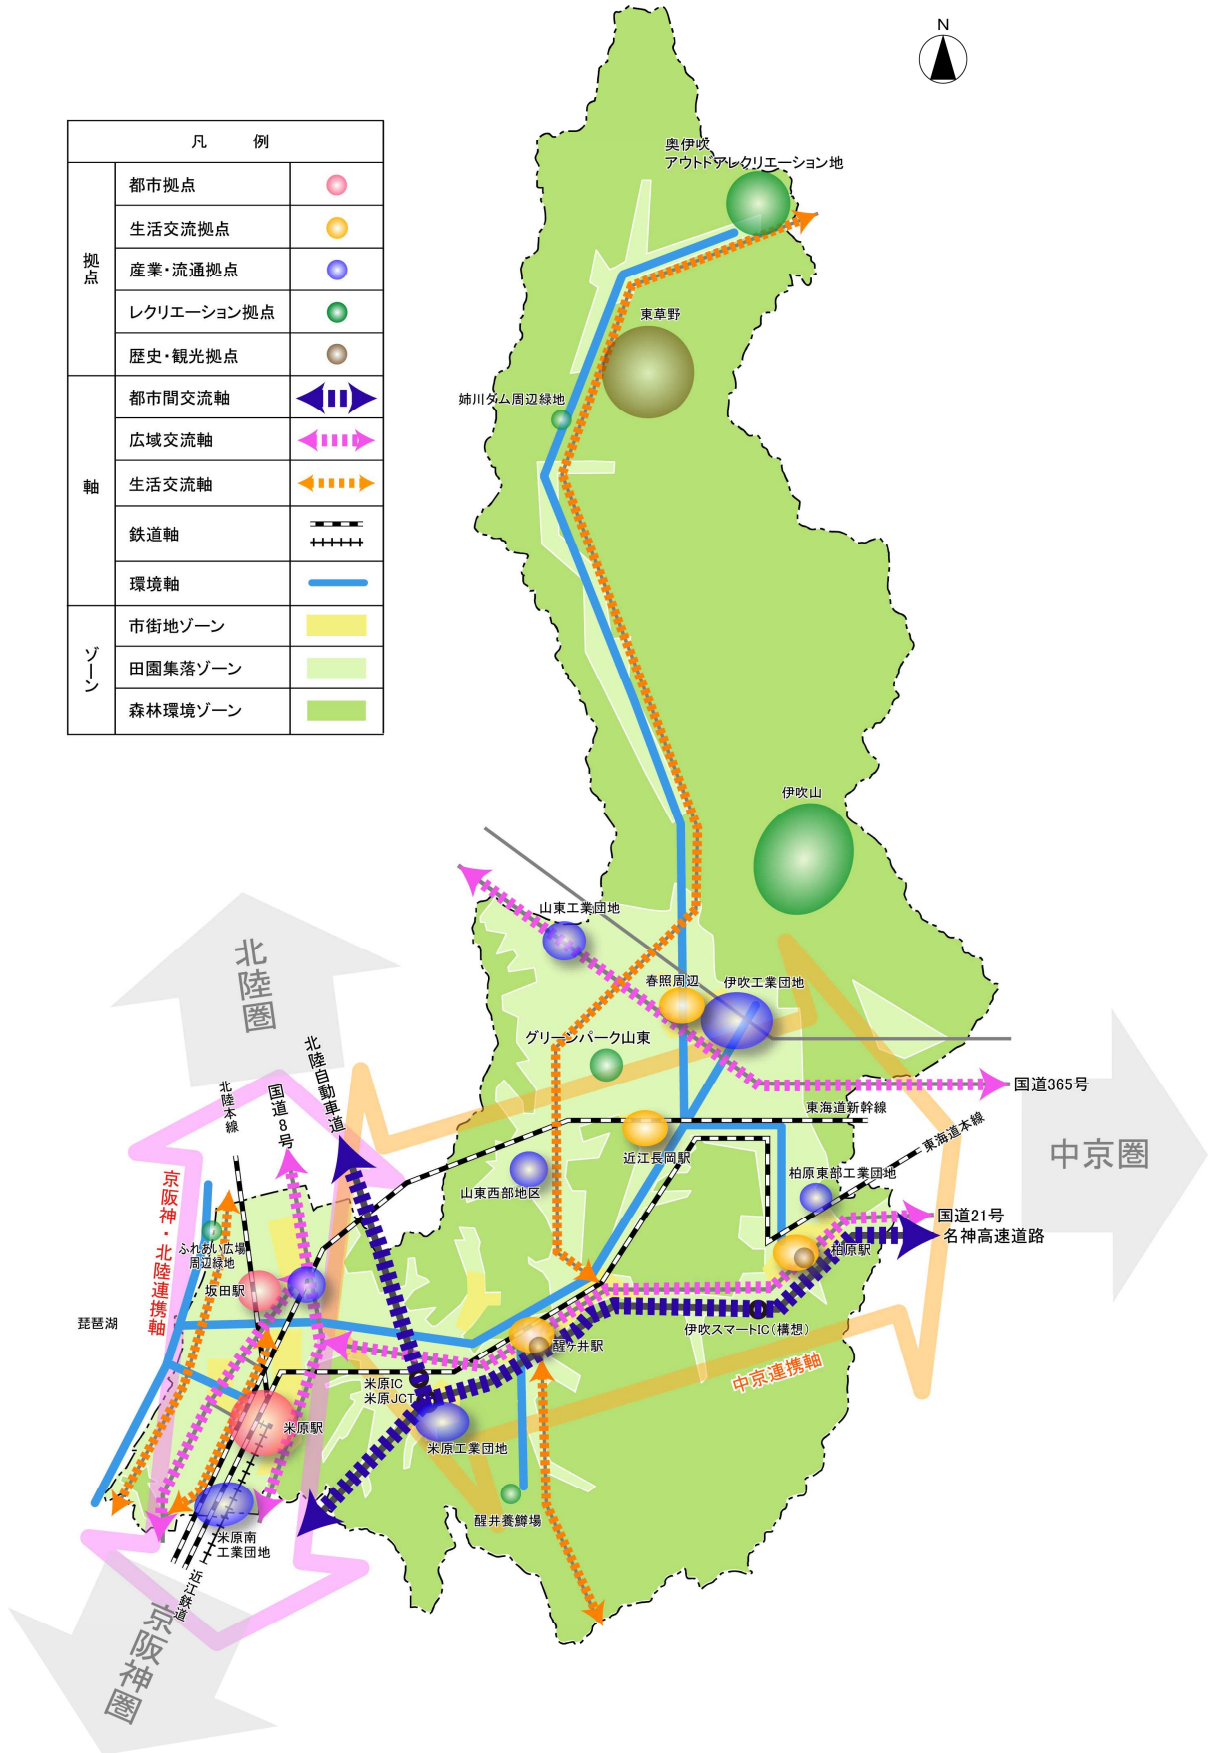 N
凡 例
拠点
都市拠点
生活交流拠点
産業・流通拠点
レクリエーション拠点
歴史・観光拠点
軸
都市間交流軸
広域交流軸
生活交流軸
鉄道軸
環境軸
ゾーン
市街地ゾーン
田園集落ゾーン
森林環境ゾーン
奥伊吹
アウトドアレクリエーション地
東草野
姉川ダム周辺緑地
伊吹山
山東工業団地
春照周辺
伊吹工業団地
グリーンパーク山東
北陸圏
北陸自動車道
国道8号
北陸本線
国道365号
東海道新幹線
東海道本線
中京圏
近江長岡駅
山東西部地区
柏原東部工業団地
国道21号
名神高速道路
柏原駅
京阪神・北陸連携軸
ふれあい広場
周辺緑地
坂田駅
琵琶湖
伊吹スマートIC(構想)
醒ヶ井駅
中京連携軸
米原IC
米原JCT
米原駅
米原工業団地
醒井養鱒場
米原南
工業団地
近江鉄道
京阪神圏